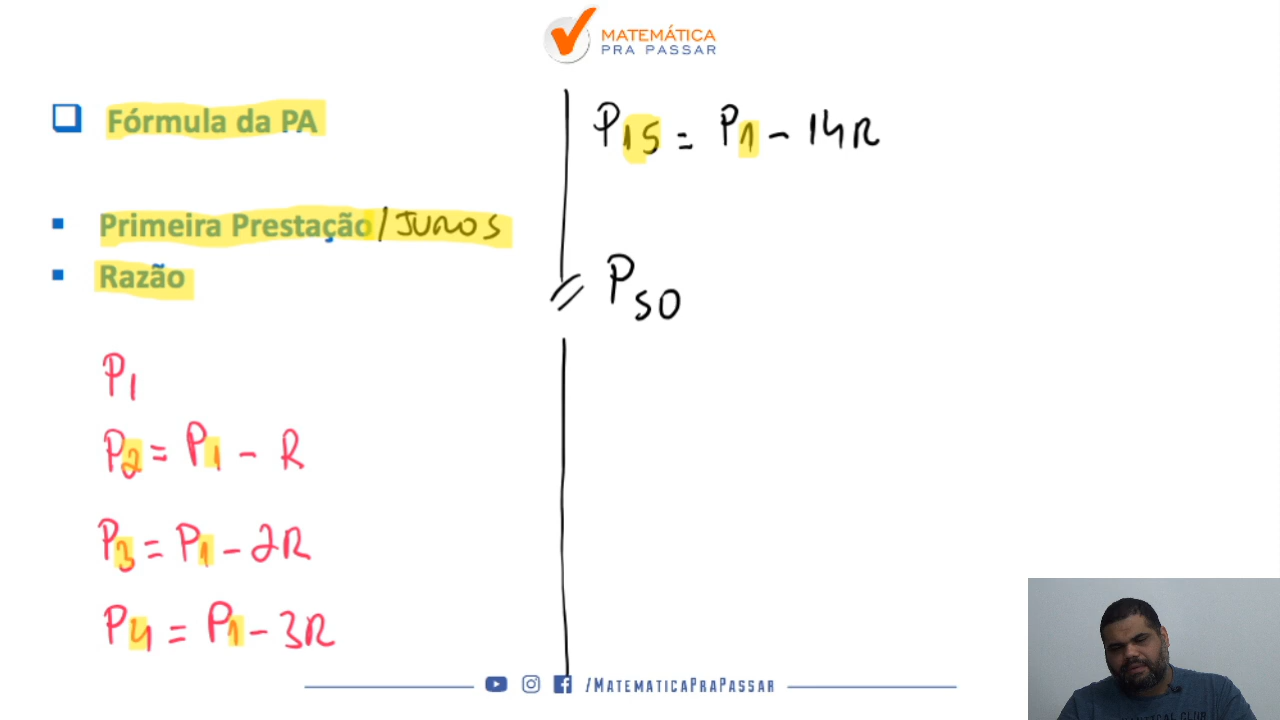 MATEMÁTICA
PRA PASSAR
Fórmula da PA
Primeira Prestação / JUROS
Razão
P1
P2 = P1 - R
P3 = P1 - 2R
P4 = P1 - 3R
P15 = P1 - 14R
P50
/MATEMATICAPRAPASSAR